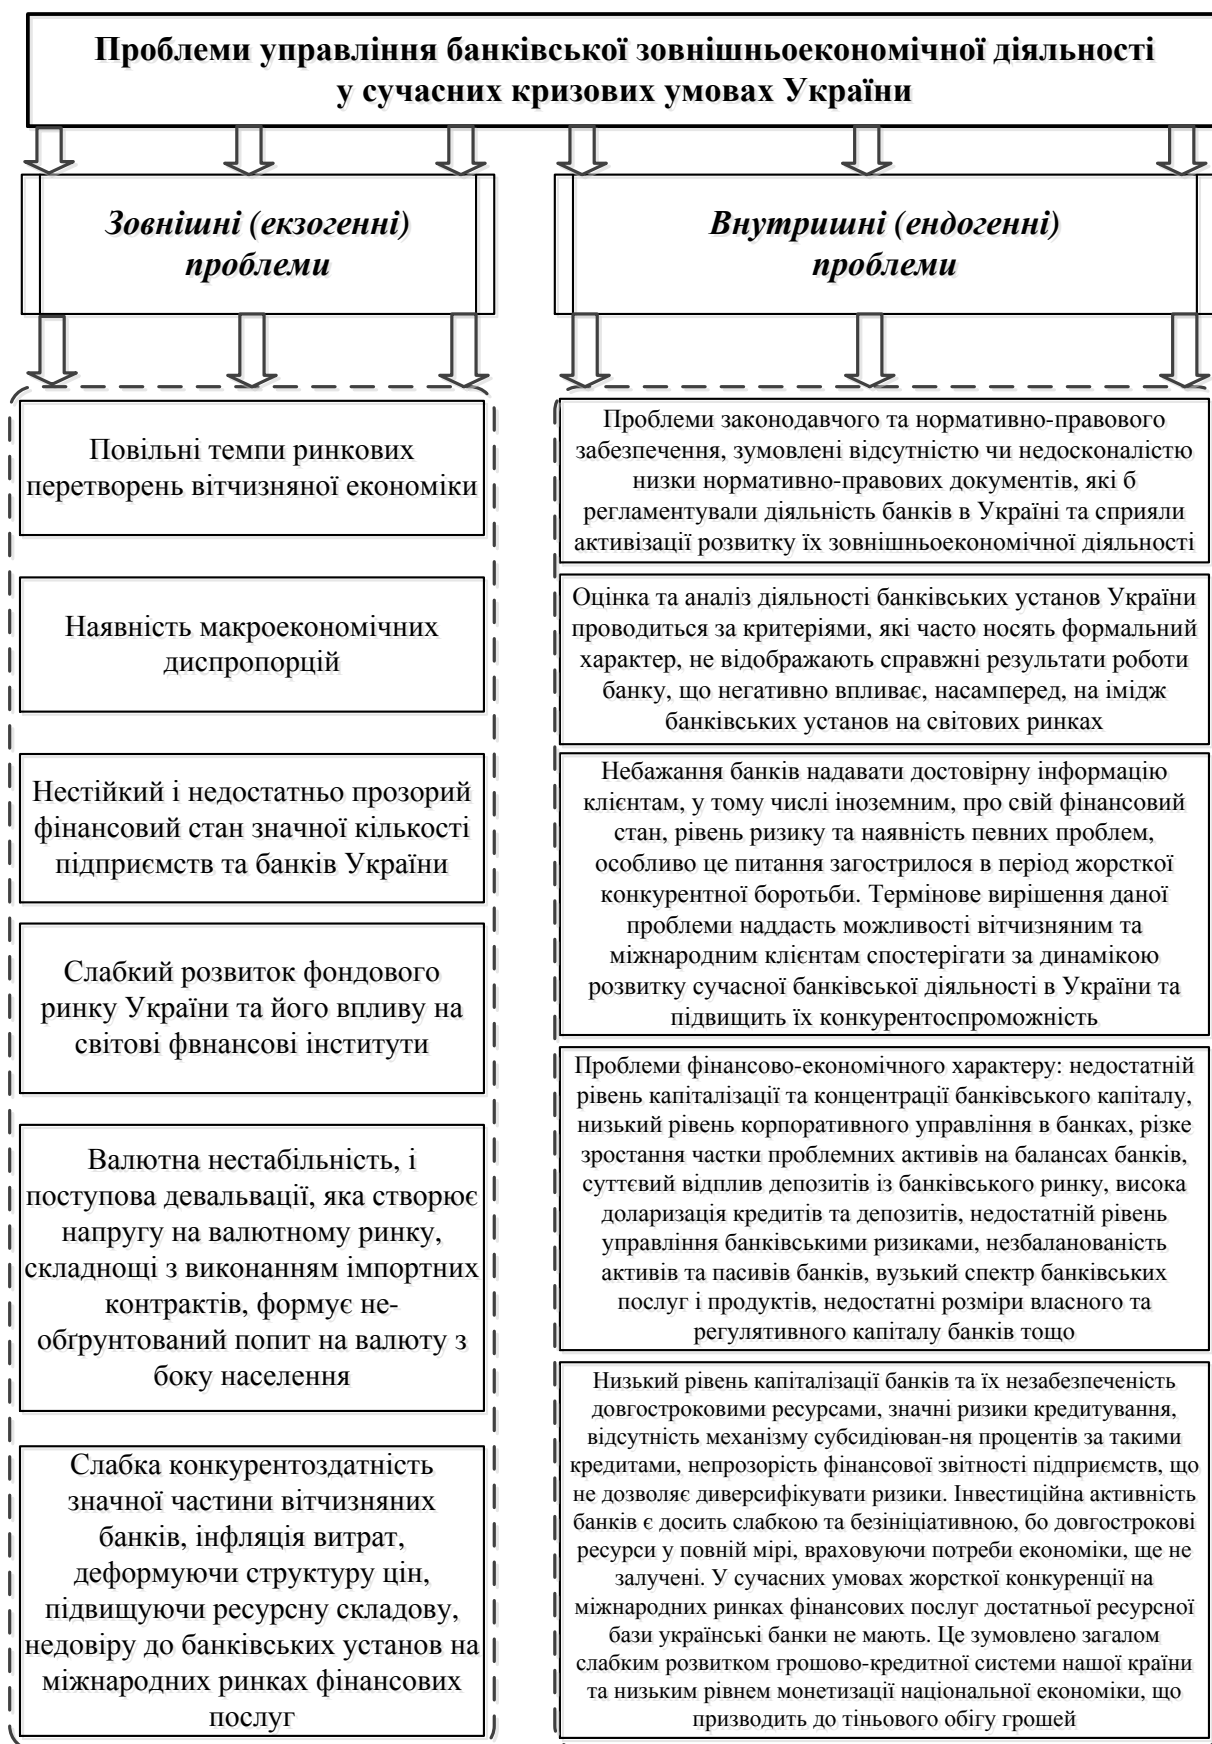 Проблеми управління банківської зовнішньоекономічної діяльності
у сучасних кризових умовах України
Зовнішні (екзогенні)
проблеми
Повільні темпи ринкових
перетворень вітчизняної економіки
Наявність макроекономічних
диспропорцій
Нестійкий і недостатньо прозорий
фінансовий стан значної кількості
підприємств та банків України
Слабкий розвиток фондового
ринку України та його впливу на
світові фвнансові інститути
Валютна нестабільність, і
поступова девальвації, яка створює
напругу на валютному ринку,
складнощі з виконанням імпортних
контрактів, формує не-
обґрунтований попит на валюту з
боку населення
Слабка конкурентоздатність
значної частини вітчизняних
банків, інфляція витрат,
деформуючи структуру цін,
підвищуючи ресурсну складову,
недовіру до банківських установ на
міжнародних ринках фінансових
послуг
Внутришні (ендогенні)
проблеми
Проблеми законодавчого та нормативно-правового
забезпечення, зумовлені відсутністю чи недосконалістю
низки нормативно-правових документів, які б
регламентували діяльність банків в Україні та сприяли
активізації розвитку їх зовнішньоекономічної діяльності
Оцінка та аналіз діяльності банківських установ України
проводиться за критеріями, які часто носять формальний
характер, не відображають справжні результати роботи
банку, що негативно впливає, насамперед, на імідж
банківських установ на світових ринках
Небажання банків надавати достовірну інформацію
клієнтам, у тому числі іноземним, про свій фінансовий
стан, рівень ризику та наявність певних проблем,
особливо це питання загострилося в період жорсткої
конкурентної боротьби. Термінове вирішення даної
проблеми наддасть можливості вітчизняним та
міжнародним клієнтам спостерігати за динамікою
розвитку сучасної банківської діяльності в Україні та
підвищить їх конкурентоспроможність
Проблеми фінансово-економічного характеру: недостатній
рівень капіталізації та концентрації банківського капіталу,
низький рівень корпоративного управління в банках, різке
зростання частки проблемних активів на балансах банків,
суттєвий відплив депозитів із банківського ринку, висока
доларизація кредитів та депозитів, недостатній рівень
управління банківськими ризиками, незбалансованість
активів та пасивів банків, вузький спектр банківських
послуг і продуктів, недостатні розміри власного та
регулятивного капіталу банків тощо
Низький рівень капіталізації банків та їх незабезпеченість
довгостроковими ресурсами, значні ризики кредитування,
відсутність механізму субсидіюван-ня процентів за такими
кредитами, непрозорість фінансової звітності підприємств, що
не дозволяє диверсифікувати ризики. Інвестиційна активність
банків є досить слабкою та безініціативною, бо довгострокові
ресурси у повній мірі, враховуючи потреби економіки, ще не
залучені. У сучасних умовах жорсткої конкуренції на
міжнародних ринках фінансових послуг достатньої ресурсної
бази українські банки не мають. Це зумовлено загалом
слабким розвитком грошово-кредитної системи нашої країни
та низьким рівнем монетизації національної економіки, що
призводить до тіньового обігу грошей